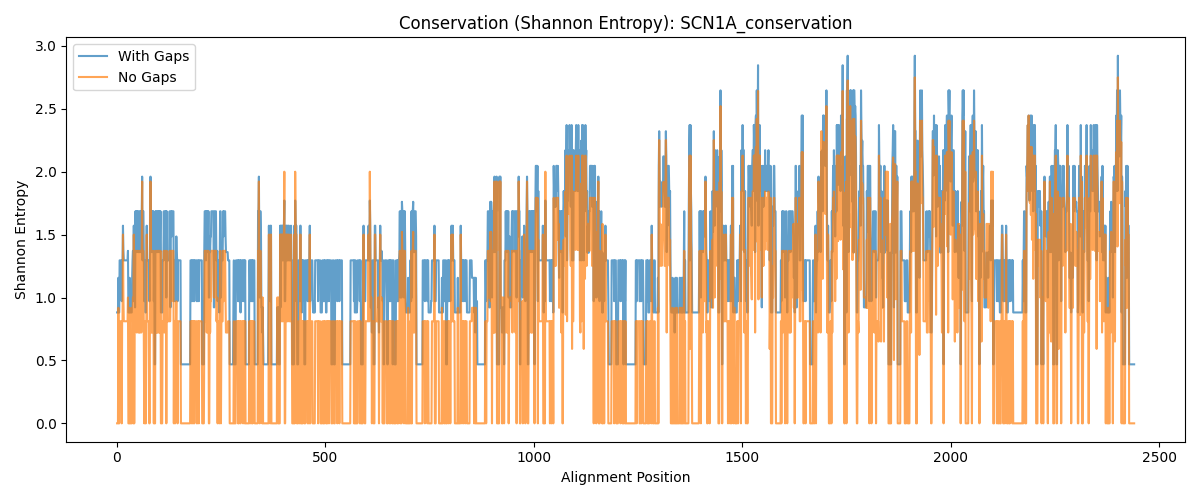 Conservation (Shannon Entropy): SCN1A_conservation
With Gaps
No Gaps
Shannon Entropy
3.0
2.5
2.0
1.5
1.0
0.5
0.0
0 500 1000 1500 2000 2500
Alignment Position